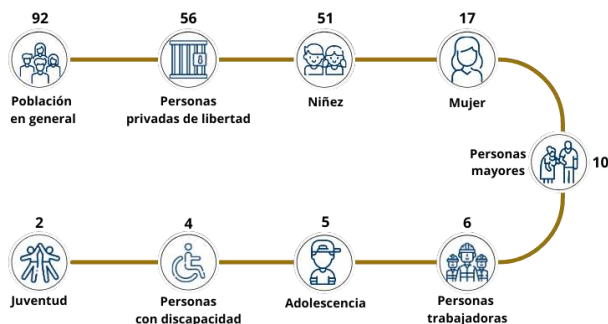 92
Población
en general
56
Personas
privadas de libertad
51
Niñez
17
Mujer
Personas
mayores
10
6
Personas
trabajadoras
5
Adolescencia
4
Personas
con discapacidad
2
Juventud